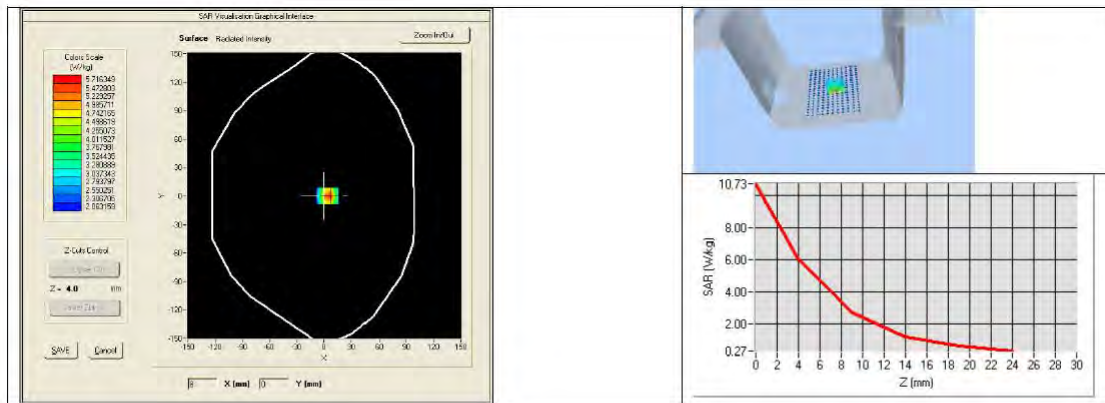 SAR Visualisation Graphical Interface
Surface Radiated Intensity
Zoom In/Out
Colors Scale
(W/kg)
5.716349
5.472803
5.229257
4.985711
4.742165
4.498619
4.255073
4.011527
3.767981
3.524435
3.280889
3.037343
2.793797
2.550251
2.306705
2.063159
Z-Cuts Control
Z = 4.0 mm
SAVE
Cancel
150
120
90
60
30
0
-30
-60
-90
-120
-150
Y
-150 -120 -90 -60 -30 0 30 60 90 120 150
X
8 X (mm) 0 Y (mm)
10.73
8.00
6.00
4.00
2.00
0.27
SAR (W/kg)
0 2 4 6 8 10 12 14 16 18 20 22 24 26 28 30
Z (mm)